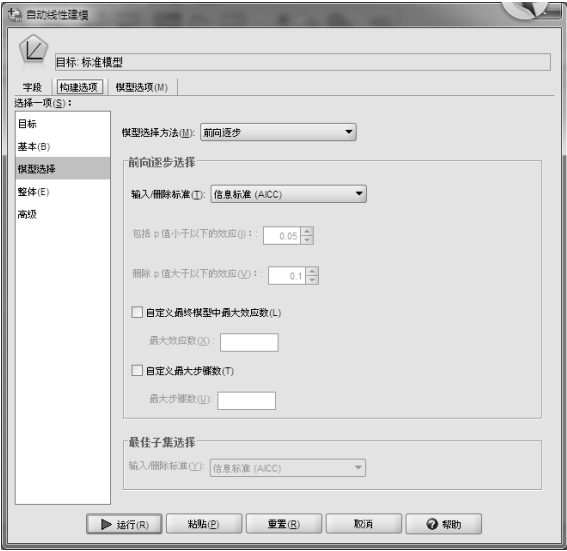 自动线性建模
目标: 标准模型
字段 构建选项 模型选项(M)
选择一项(S):
目标
基本(B)
模型选择
整体(E)
高级
模型选择方法(M): 前向逐步
前向逐步选择
输入/删除标准(T): 信息标准 (AICC)
包括 p 值小于以下的效应(I): : 0.05
删除 p 值大于以下的效应(V): : 0.1
自定义最终模型中最大效应数(L)
最大效应数(X):
自定义最大步骤数(T)
最大步骤数(U):
最佳子集选择
输入/删除标准(Y): 信息标准 (AICC)
运行(R) 粘贴(P) 重置(R) 取消 帮助